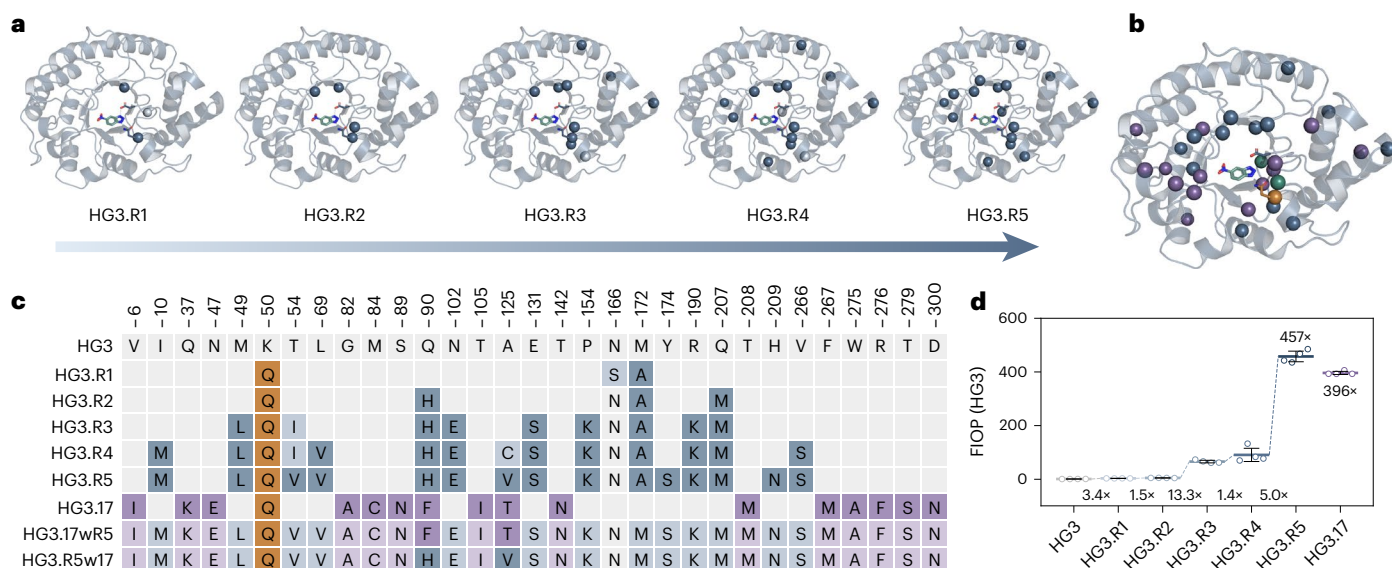 a
HG3.R1 HG3.R2 HG3.R3 HG3.R4 HG3.R5
b
c
– 6 – 10 – 37 – 47 – 49 – 50 – 54 – 69 – 82 – 84 – 89 – 90 – 102 – 105 – 125 – 131 – 142 – 154 – 166 – 172 – 174 – 190 – 207 – 208 – 209 – 266 – 267 – 275 – 276 – 279 – 300
HG3 V I Q N M K T L G M S Q N T A E T P N M Y R Q T H V F W R T D
HG3.R1 Q S A
HG3.R2 Q H N A M
HG3.R3 L Q I H E S K N A K M
HG3.R4 M L Q I V H E C S K N A K M S
HG3.R5 M L Q V V H E V S K N A S K M N S
HG3.17 I K E Q A C N F I T N M M A F S N
HG3.17wR5 I M K E L Q V V A C N F E I T S N K N M S K M M N S M A F S N
HG3.R5w17 I M K E L Q V V A C N H E I V S N K N M S K M M N S M A F S N
d
FIOP (HG3)
600
400
200
0
457×
396×
3.4× 1.5× 13.3× 1.4× 5.0×
HG3 HG3.R1 HG3.R2 HG3.R3 HG3.R4 HG3.R5 HG3.17